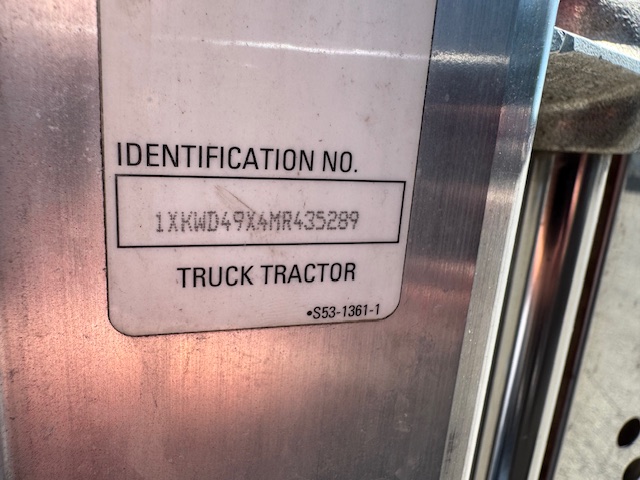 IDENTIFICATION NO.
1XKWD49X4MR435289
TRUCK TRACTOR
•S53-1361-1